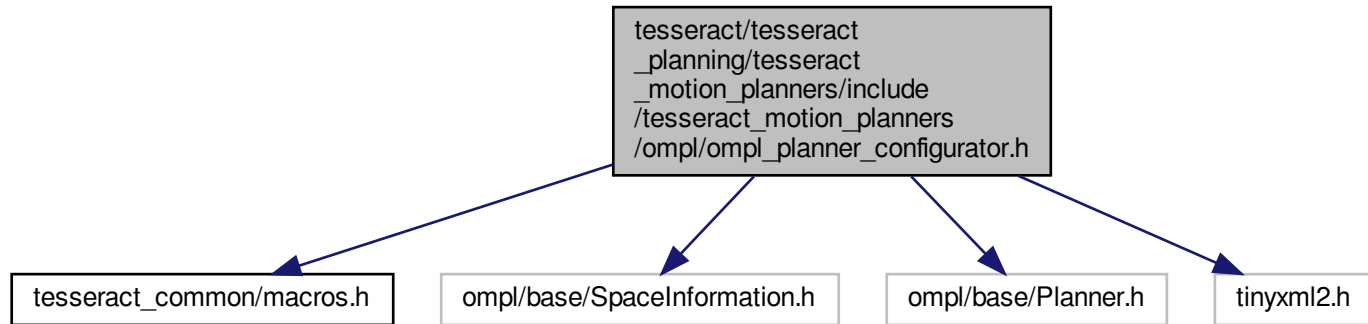 tesseract/tesseract
_planning/tesseract
_motion_planners/include
/tesseract_motion_planners
/ompl/ompl_planner_configurator.h
tesseract_common/macros.h
ompl/base/SpaceInformation.h
ompl/base/Planner.h
tinyxml2.h